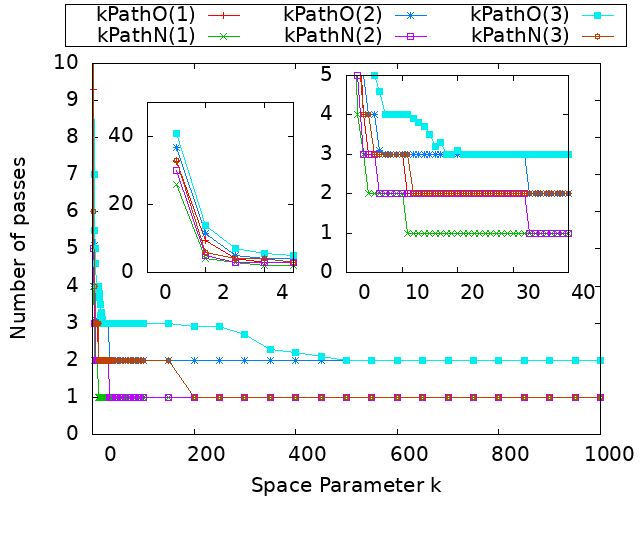 kPathO(1) kPathO(2) kPathO(3)
kPathN(1) kPathN(2) kPathN(3)
10
9
8
7
6
5
4
3
2
1
0
Number of passes
40
20
0
0 2 4
5
4
3
2
1
0
0 10 20 30 40
0 200 400 600 800 1000
Space Parameter k